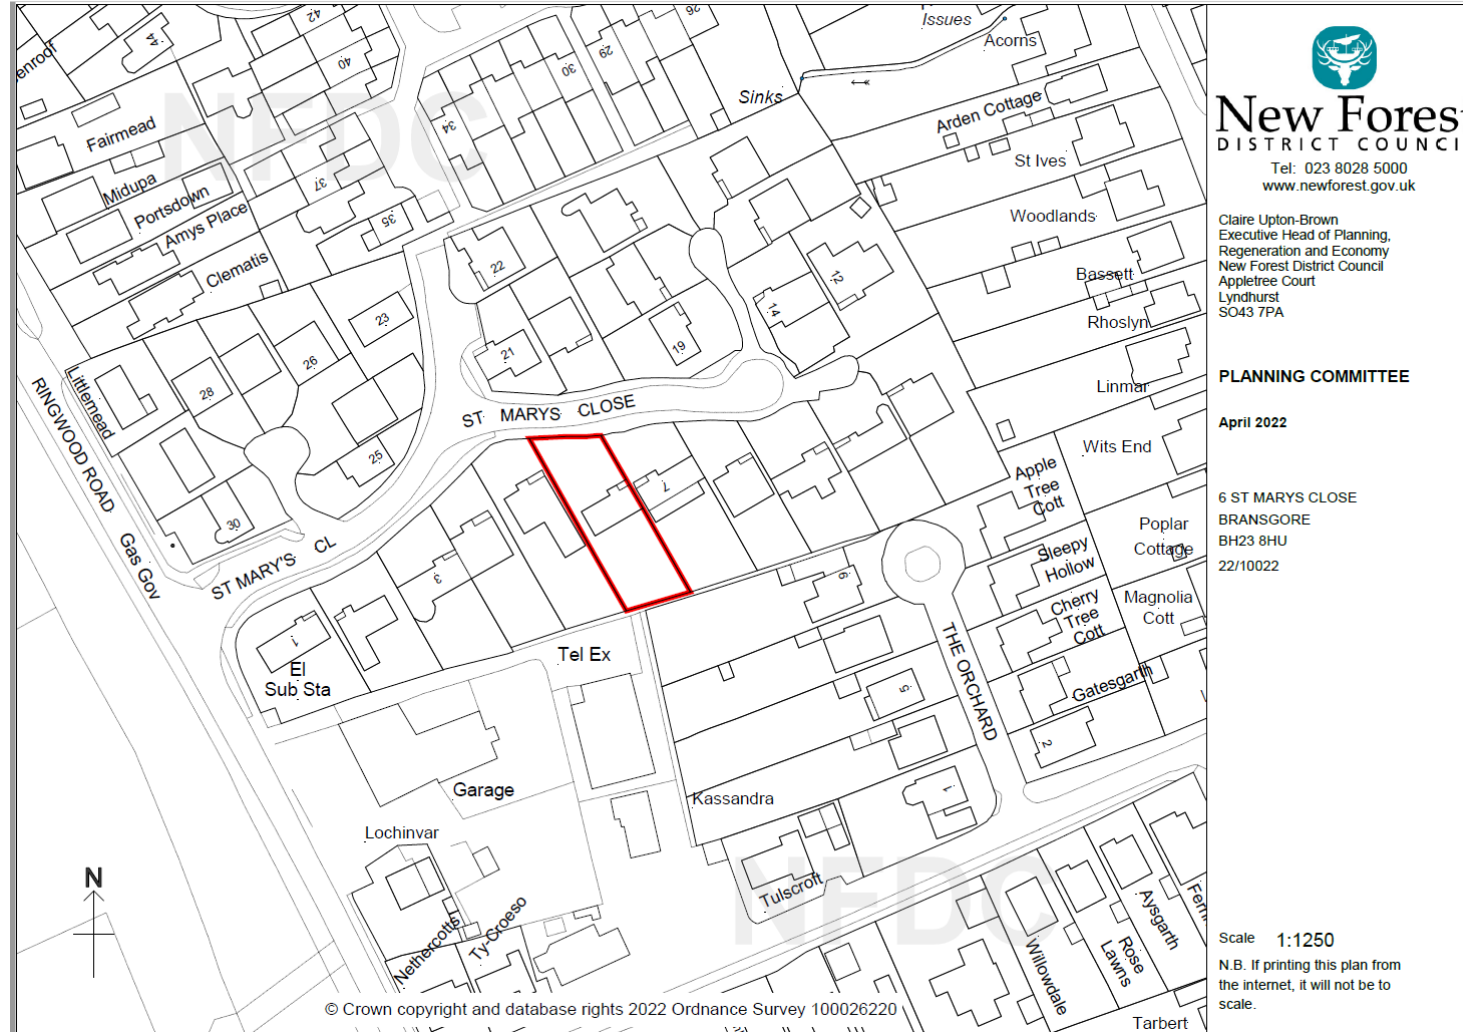 Issues
Acorns
42
44
40
26
29
30
34
Sinks
Arden Cottage
Fairmead
St Ives
Midupa
37
Portsdown
35
Amys Place
Woodlands
Clematis
22
12
Bassett
14
23
Rhoslyn
21
19
26
28
Linmar
Littlemead
RINGWOOD ROAD
ST MARYS CLOSE
25
Wits End
Apple
Tree
Cott
7
30
Poplar
Cottage
Gas Gov
ST MARY'S CL
Sleepy
Hollow
3
6
Magnolia
Cott
Cherry
Tree
Cott
1
El
Sub Sta
Tel Ex
THE ORCHARD
5
Gatesgarth
2
Garage
Kassandra
1
Lochinvar
Tulscroft
Nethercotts
Ty-Croeso
Aysgarth
Rose
Lawns
Willowdale
Tarbert
N
NFDC
NFDC
© Crown copyright and database rights 2022 Ordnance Survey 100026220
New Forest
DISTRICT COUNCI
Tel: 023 8028 5000
www.newforest.gov.uk
Claire Upton-Brown
Executive Head of Planning,
Regeneration and Economy
New Forest District Council
Appletree Court
Lyndhurst
SO43 7PA
PLANNING COMMITTEE
April 2022
6 ST MARYS CLOSE
BRANSGORE
BH23 8HU
22/10022
Scale 1:1250
N.B. If printing this plan from
the internet, it will not be to
scale.